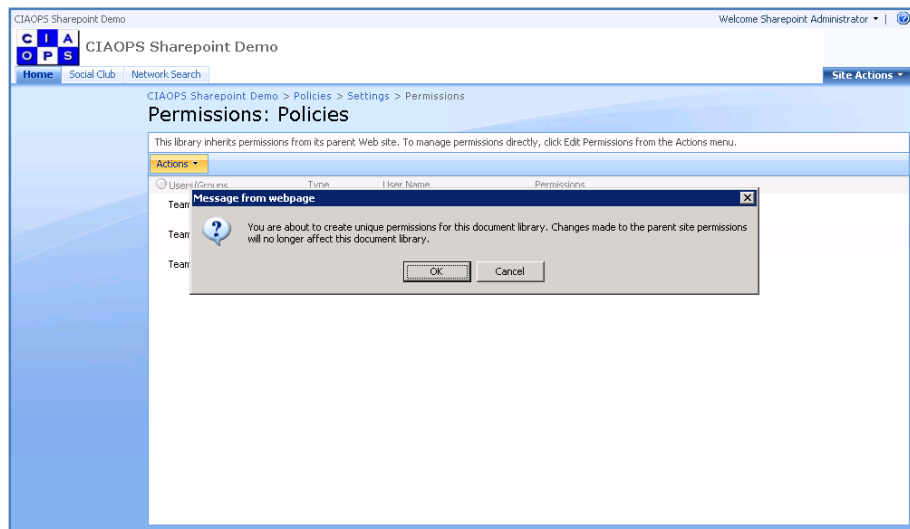 CIAOPS Sharepoint Demo
Welcome Sharepoint Administrator
C I A
O P S
CIAOPS Sharepoint Demo
Home Social Club Network Search
Site Actions
CIAOPS Sharepoint Demo > Policies > Settings > Permissions
Permissions: Policies
This library inherits permissions from its parent Web site. To manage permissions directly, click Edit Permissions from the Actions menu.
Actions
Users/Groups Type User Name Permissions
Message from webpage
Team
Team
Team
You are about to create unique permissions for this document library. Changes made to the parent site permissions
will no longer affect this document library.
OK Cancel